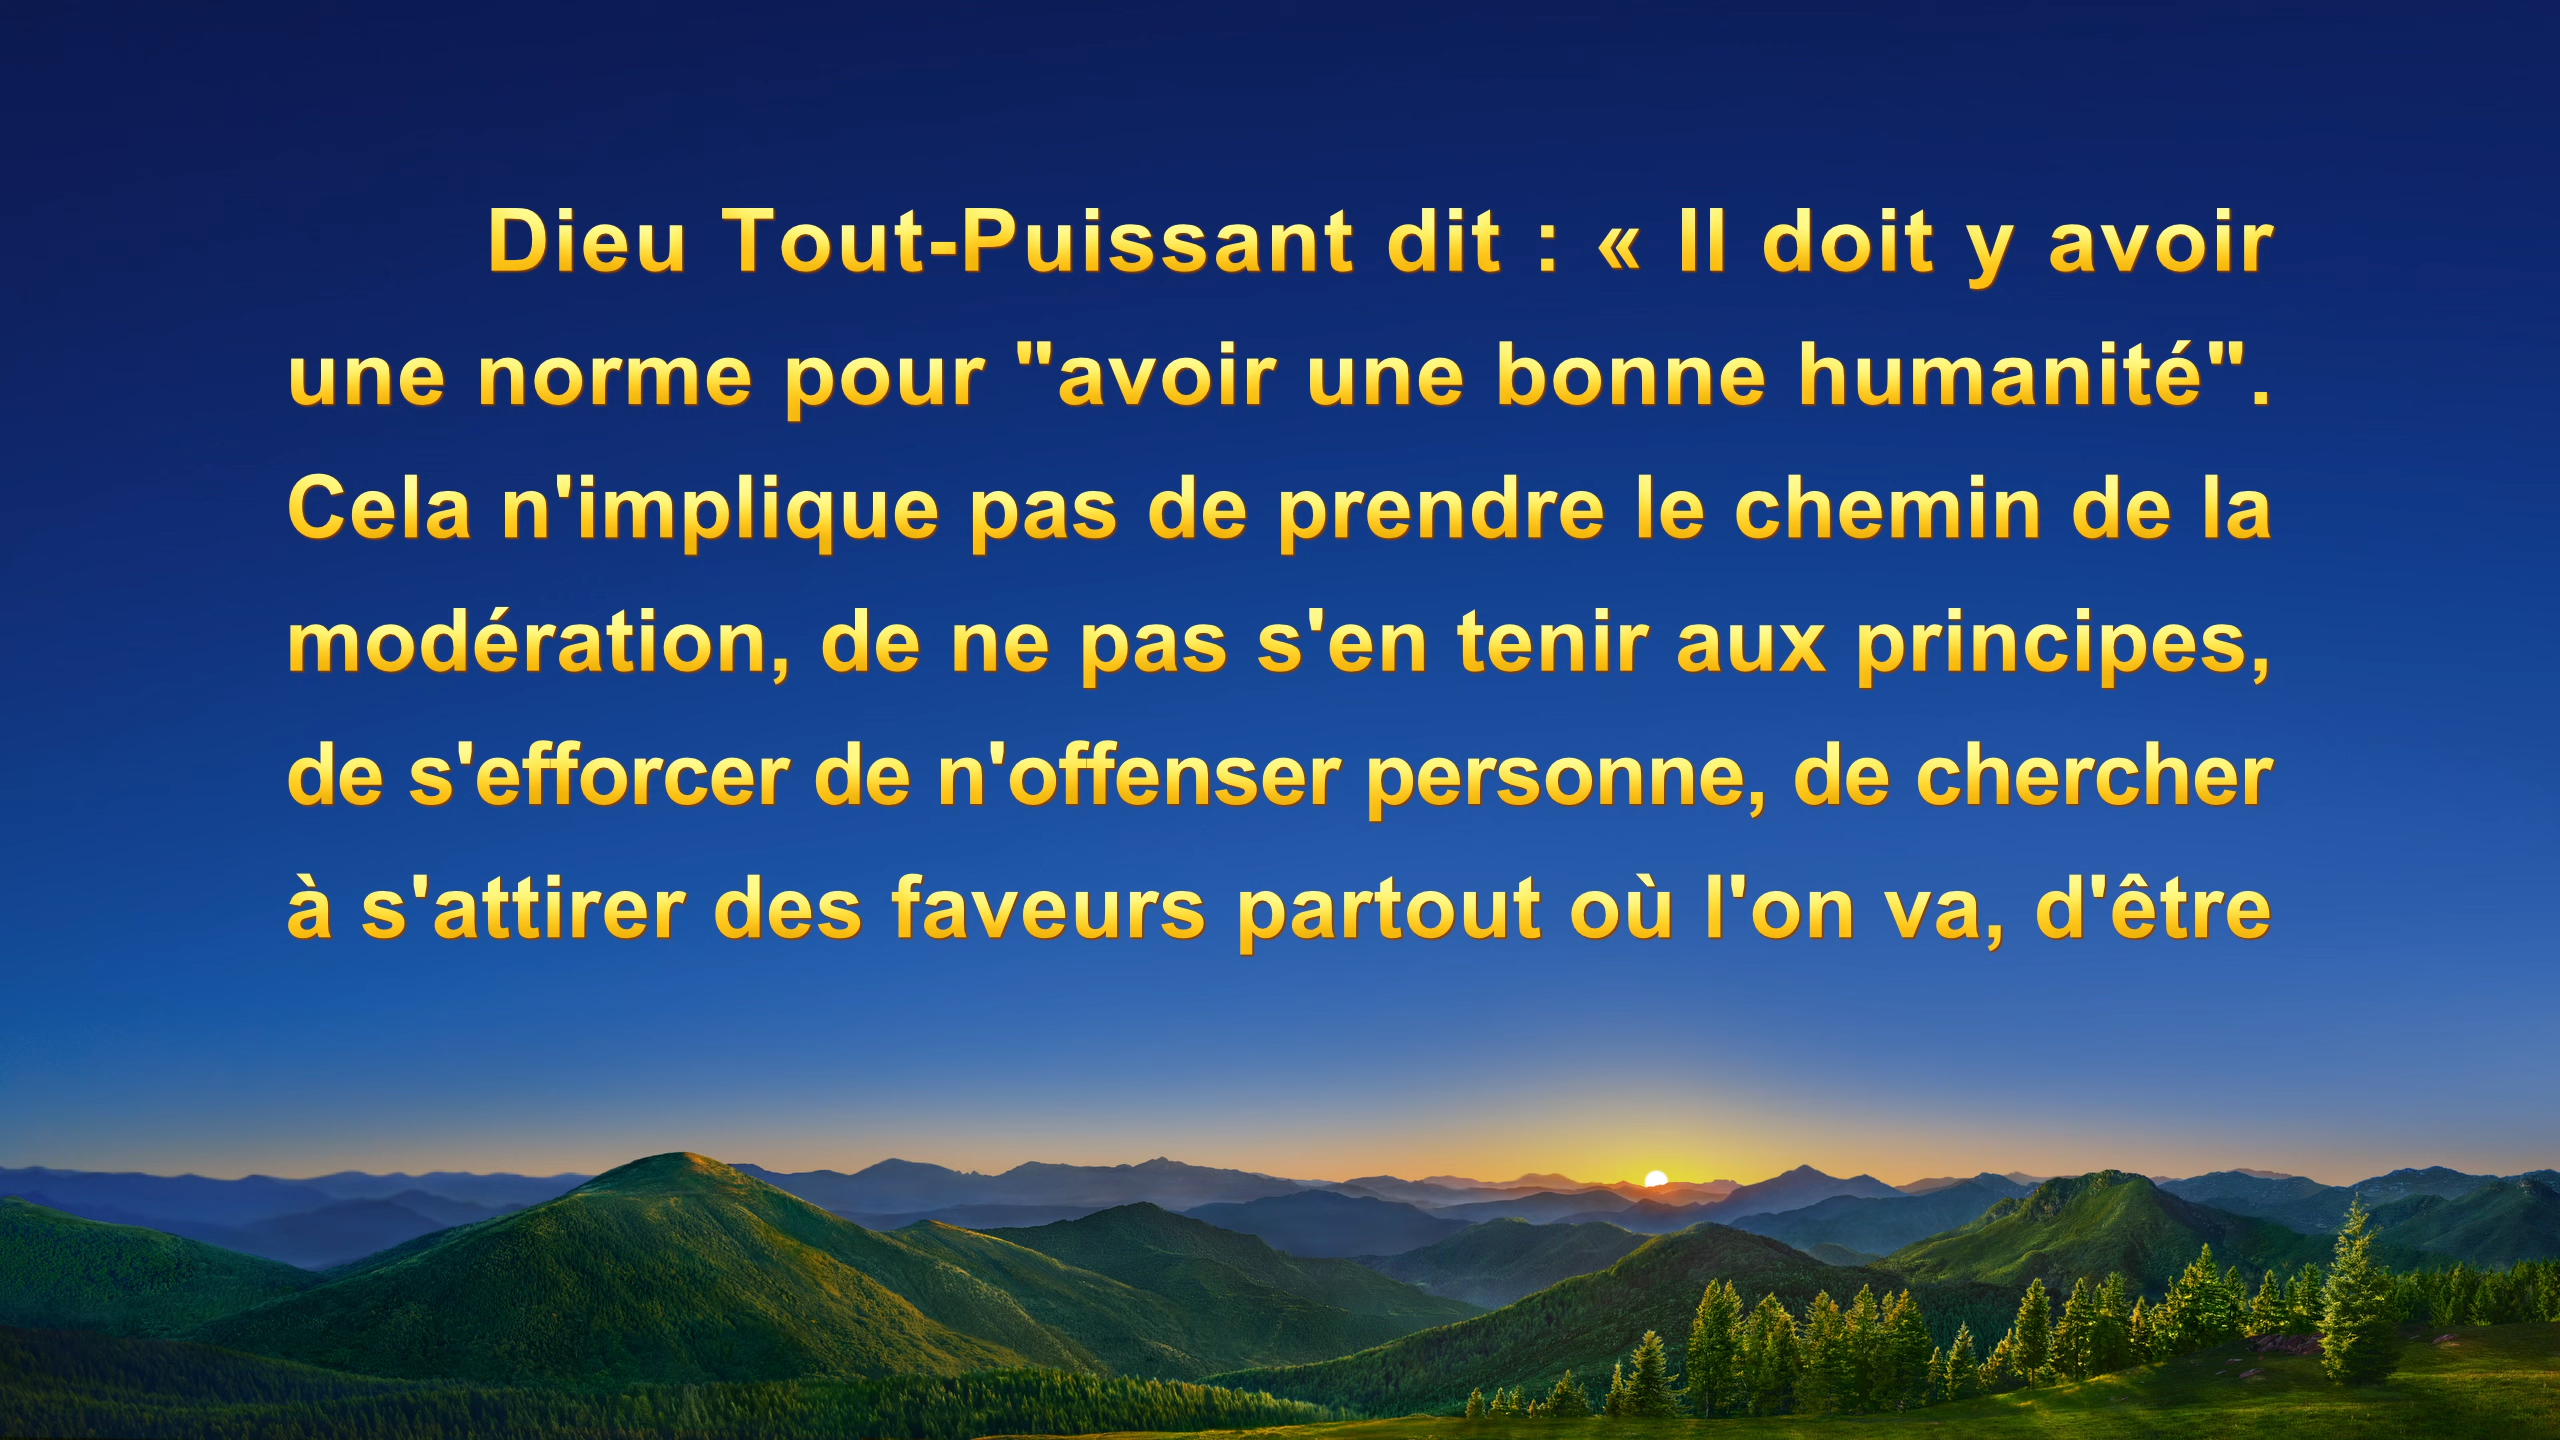 Dieu Tout-Puissant dit : « Il doit y avoir
une norme pour "avoir une bonne humanité".
Cela n'implique pas de prendre le chemin de la
modération, de ne pas s'en tenir aux principes,
de s'efforcer de n'offenser personne, de chercher
à s'attirer des faveurs partout où l'on va, d'être